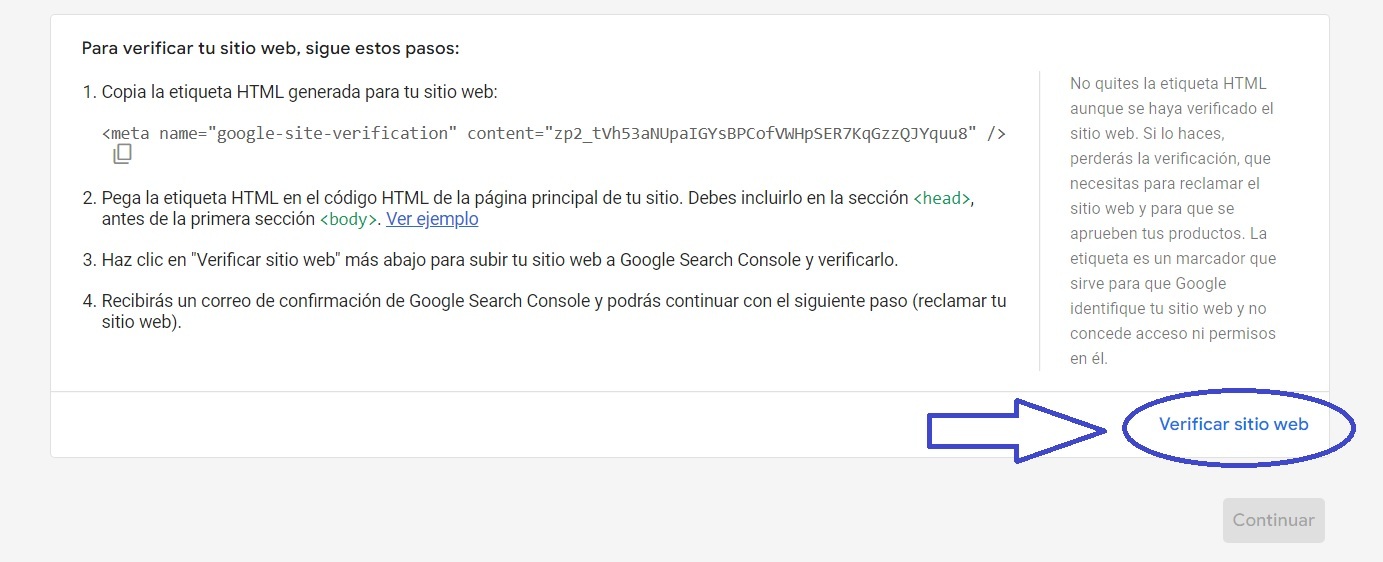 Para verificar tu sitio web, sigue estos pasos:
1. Copia la etiqueta HTML generada para tu sitio web:
<meta name="google-site-verification" content="zp2_tVh53aNUpaIGYsBPCofVWHpSER7KqGzzQJYquu8" />
2. Pega la etiqueta HTML en el código HTML de la página principal de tu sitio. Debes incluirlo en la sección <head>,
antes de la primera sección <body>. Ver ejemplo
3. Haz clic en "Verificar sitio web" más abajo para subir tu sitio web a Google Search Console y verificarlo.
4. Recibirás un correo de confirmación de Google Search Console y podrás continuar con el siguiente paso (reclamar tu
sitio web).
No quites la etiqueta HTML
aunque se haya verificado el
sitio web. Si lo haces,
perderás la verificación, que
necesitas para reclamar el
sitio web y para que se
aprueben tus productos. La
etiqueta es un marcador que
sirve para que Google
identifique tu sitio web y no
concede acceso ni permisos
en él.
Verificar sitio web
Continuar